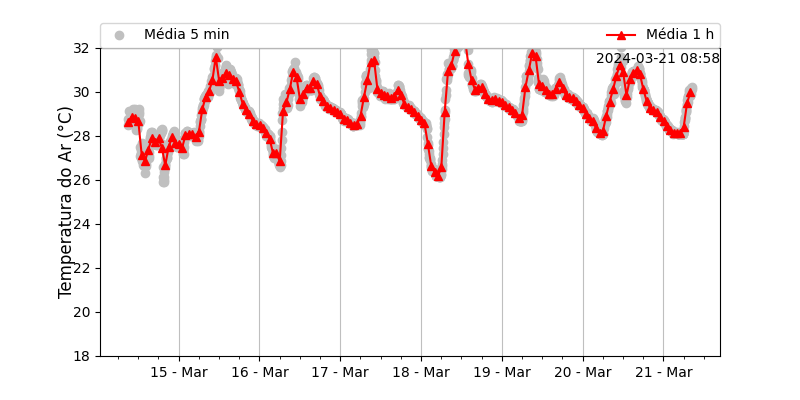 Média 5 min
Média 1 h
2024-03-21 08:58
Temperatura do Ar (°C)
32
30
28
26
24
22
20
18
15 - Mar
16 - Mar
17 - Mar
18 - Mar
19 - Mar
20 - Mar
21 - Mar